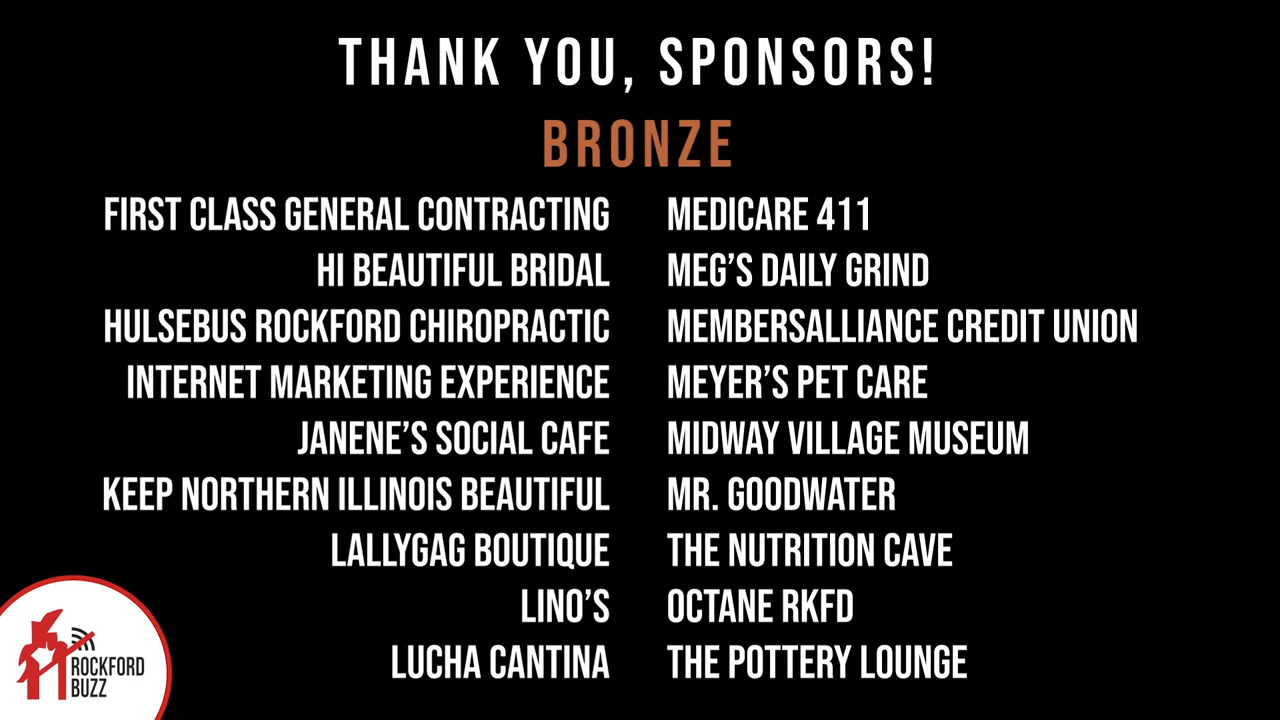 THANK YOU, SPONSORS!
BRONZE
FIRST CLASS GENERAL CONTRACTING
HI BEAUTIFUL BRIDAL
HULSEBUS ROCKFORD CHIROPRACTIC
INTERNET MARKETING EXPERIENCE
JANENE'S SOCIAL CAFE
KEEP NORTHERN ILLINOIS BEAUTIFUL
LALLYGAG BOUTIQUE
LINO'S
LUCHA CANTINA
MEDICARE 411
MEG'S DAILY GRIND
MEMBERSALLIANCE CREDIT UNION
MEYER'S PET CARE
MIDWAY VILLAGE MUSEUM
MR. GOODWATER
THE NUTRITION CAVE
OCTANE RKFD
THE POTTERY LOUNGE
ROCKFORD
BUZZ